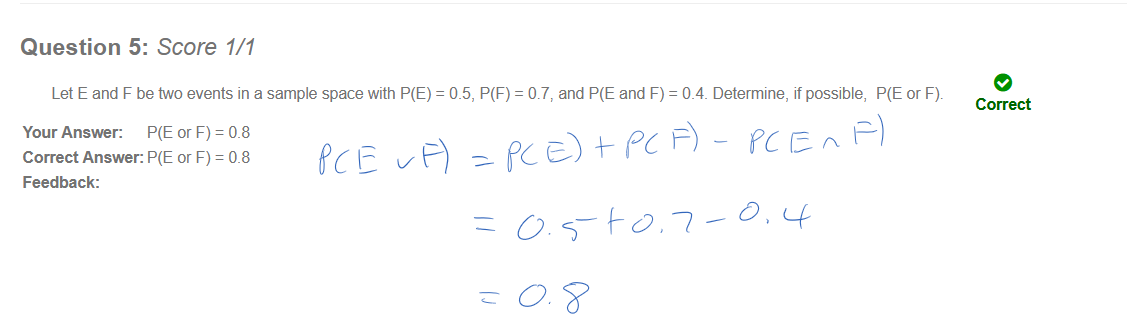 Question 5: Score 1/1
Let E and F be two events in a sample space with P(E) = 0.5, P(F) = 0.7, and P(E and F) = 0.4. Determine, if possible, P(E or F).
Correct
Your Answer: P(E or F) = 0.8
Correct Answer: P(E or F) = 0.8
Feedback:
P(E ∪ F) = P(E) + P(F) - P(E ∩ F)
= 0.5 + 0.7 - 0.4
= 0.8